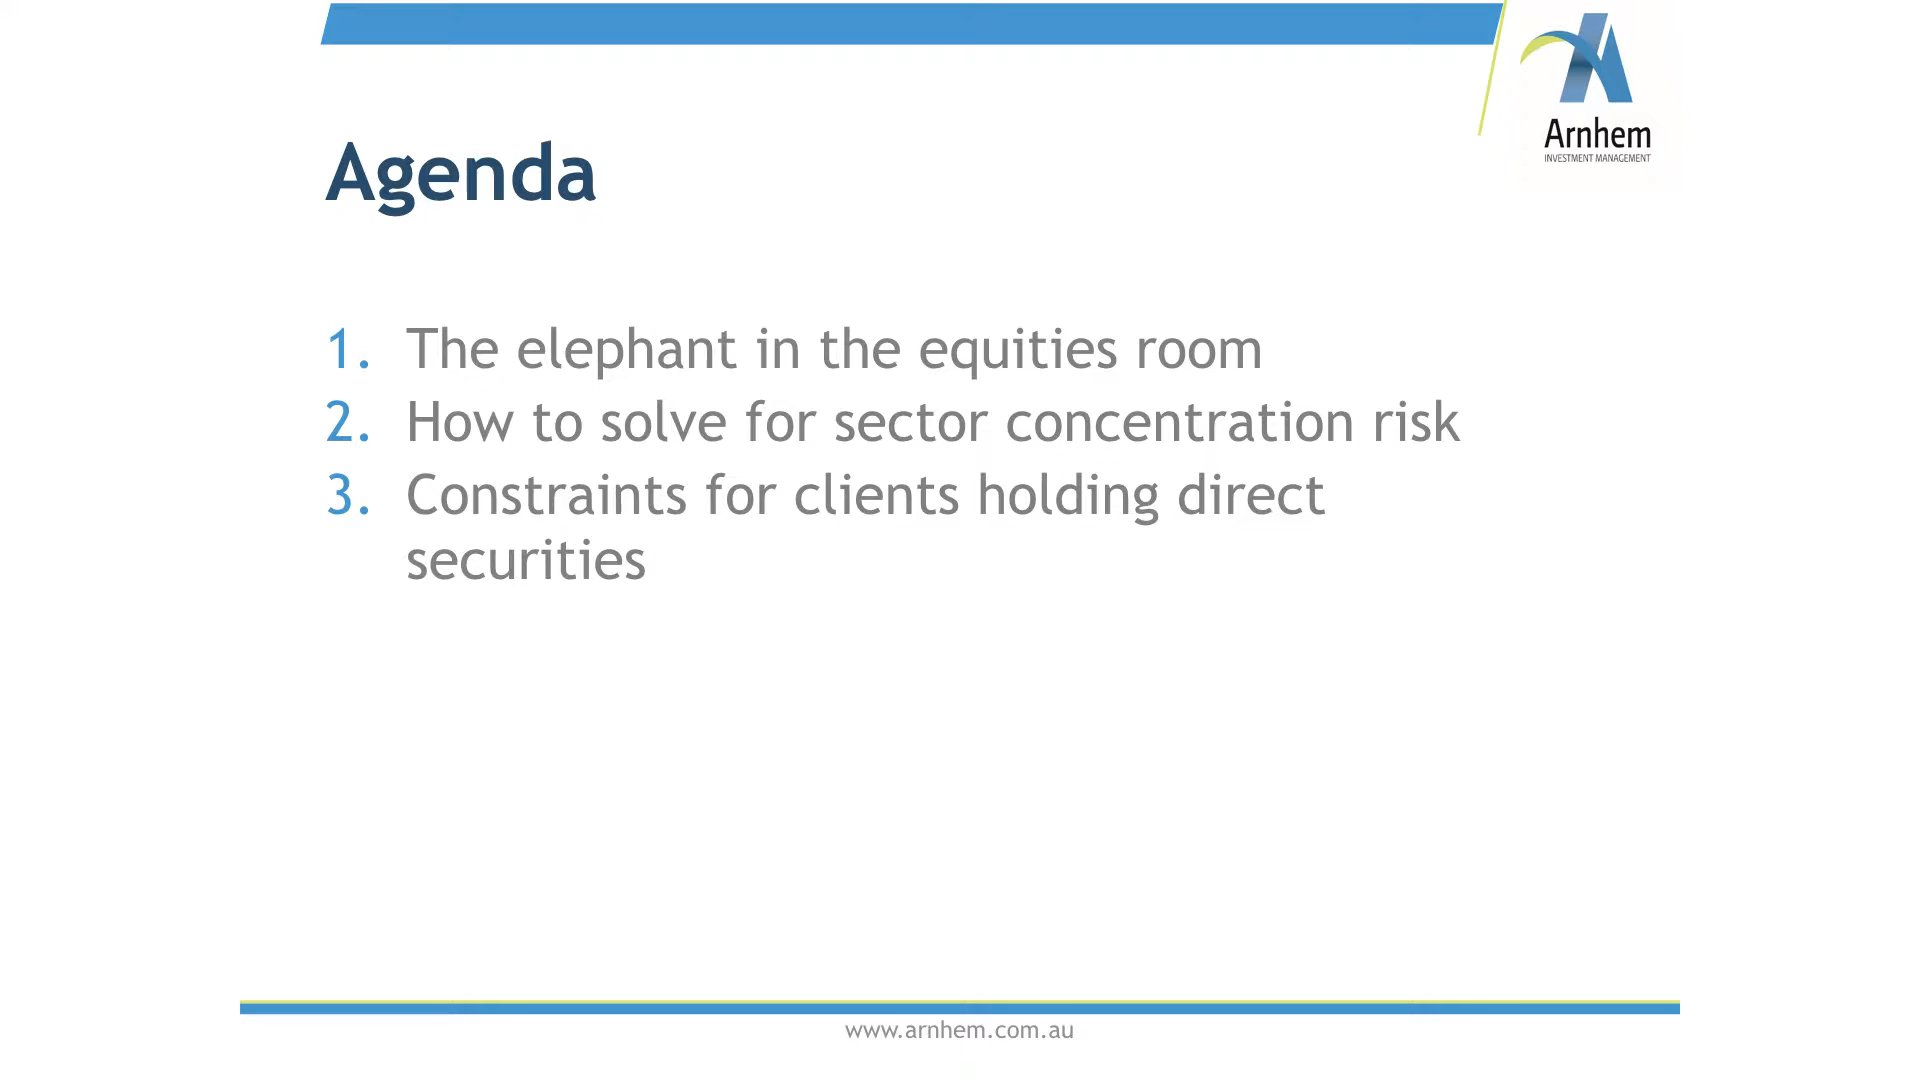 Arnhem
INVESTMENT MANAGEMENT
Agenda
1. The elephant in the equities room
2. How to solve for sector concentration risk
3. Constraints for clients holding direct
securities
www.arnhem.com.au